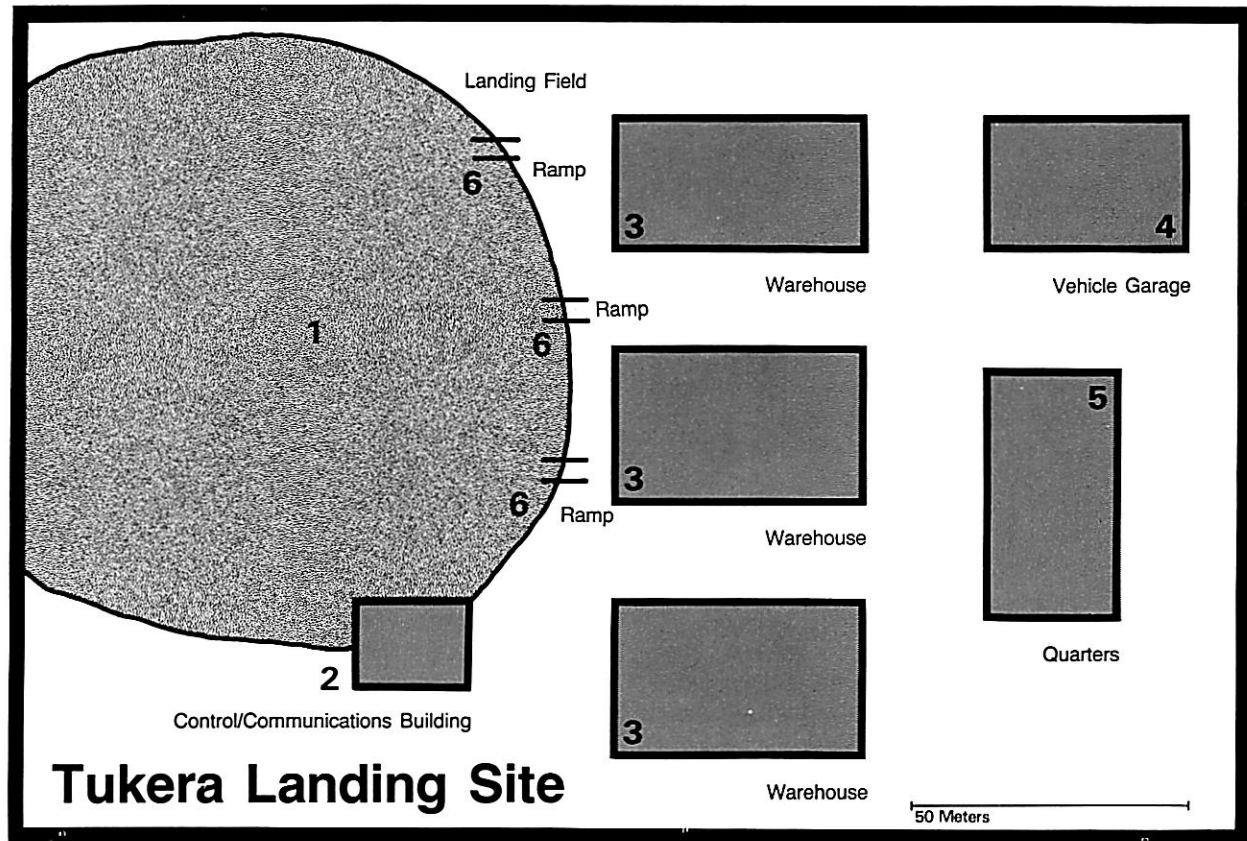 Landing Field
Ramp
6
3
Warehouse
4
Vehicle Garage
1
Ramp
6
3
Warehouse
5
Quarters
6
Ramp
2
Control/Communications Building
3
Warehouse
Tukera Landing Site
50 Meters